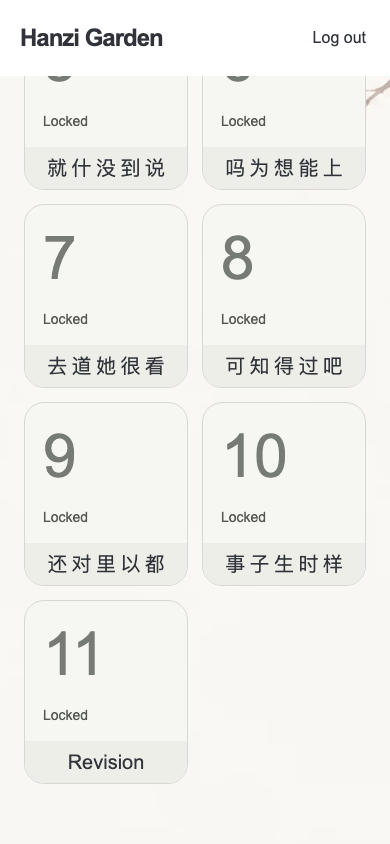 Hanzi Garden
Log out
Locked
Locked
就什没到说
吗为想能上
7
8
Locked
Locked
去道她很看
可知得过吧
9
10
Locked
Locked
还对里以都
事子生时样
11
Locked
Revision